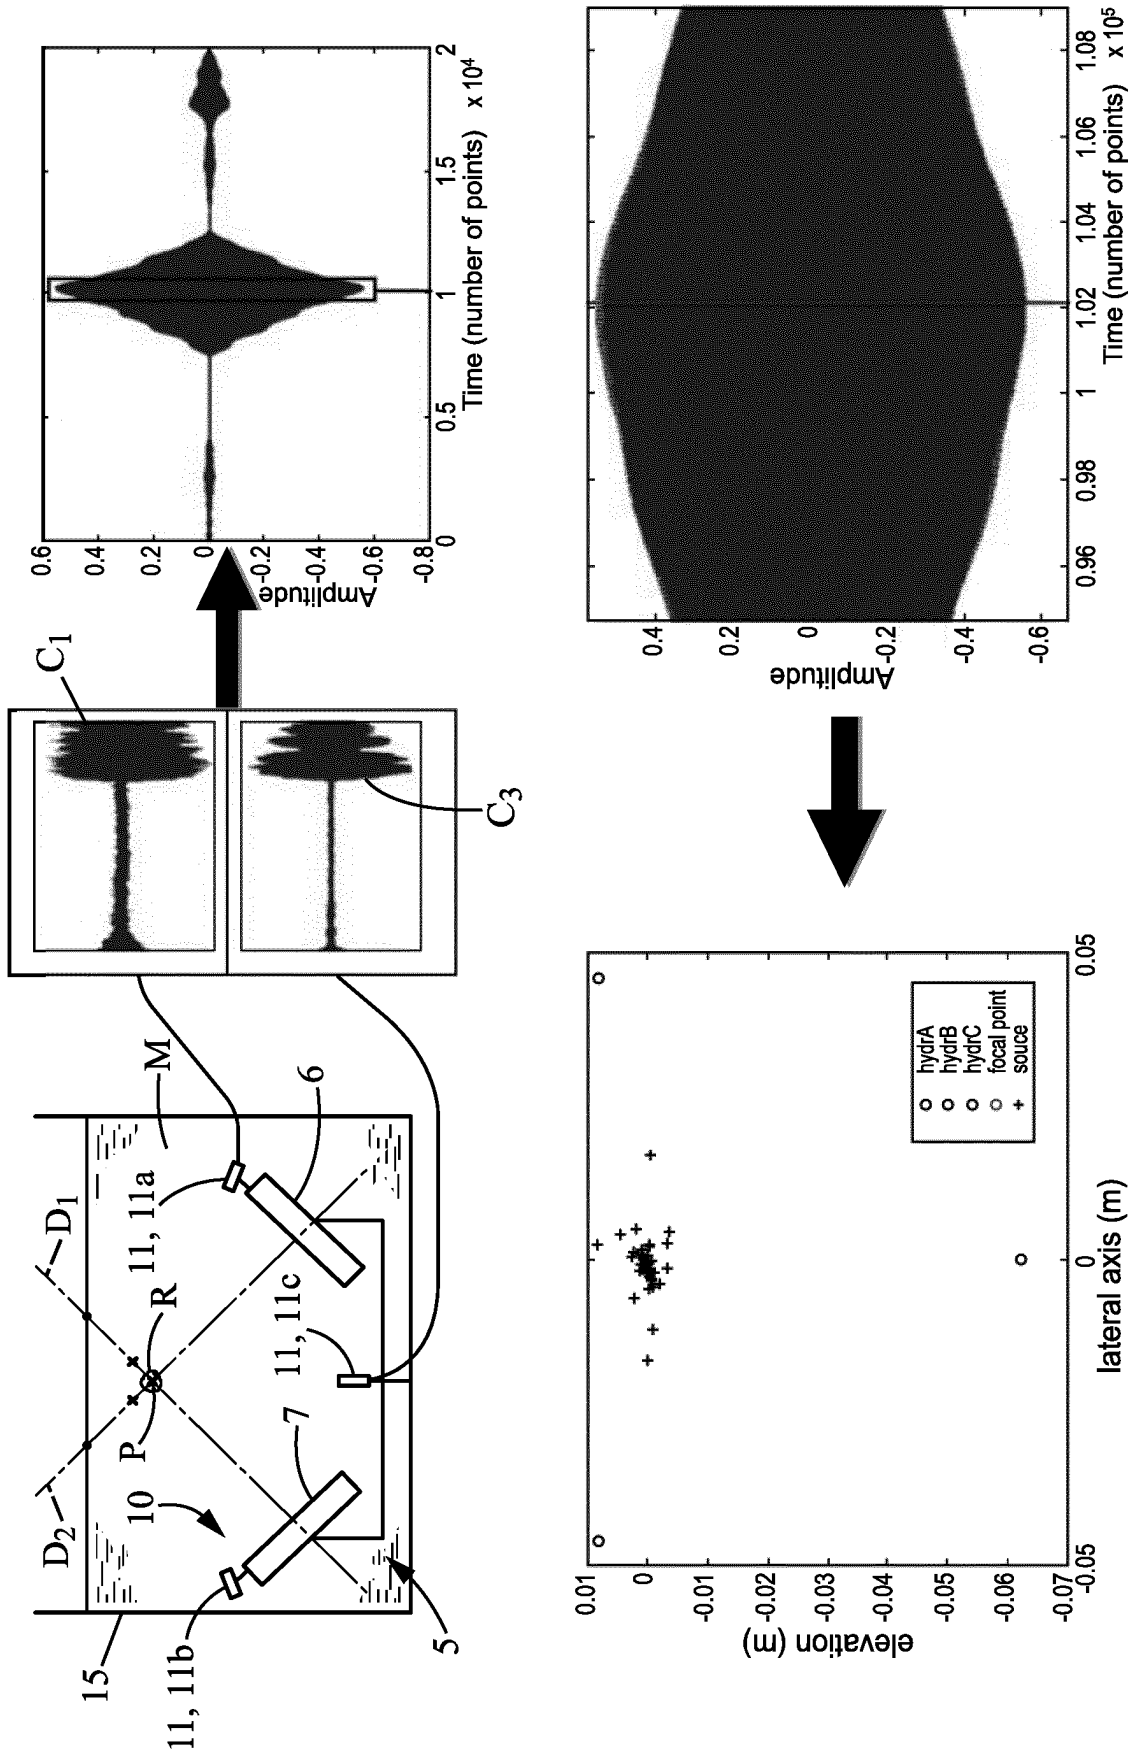 15
D2
D1
10
P
R
M
11, 11a
11, 11b
7
6
11, 11c
5
C1
C3
0.6
0.4
0.2
0
-0.2
-0.4
-0.6
-0.8
Amplitude
0
0.5
1
1.5
2
Time (number of points)
x 10⁴
0.4
0.2
0
-0.2
-0.4
-0.6
Amplitude
0.96
0.98
1
1.02
1.04
1.06
1.08
Time (number of points)
x 10⁵
0.01
0
-0.01
-0.02
-0.03
-0.04
-0.05
-0.06
-0.07
elevation (m)
-0.05
0
0.05
lateral axis (m)
hydrA
hydrB
hydrC
focal point
souce